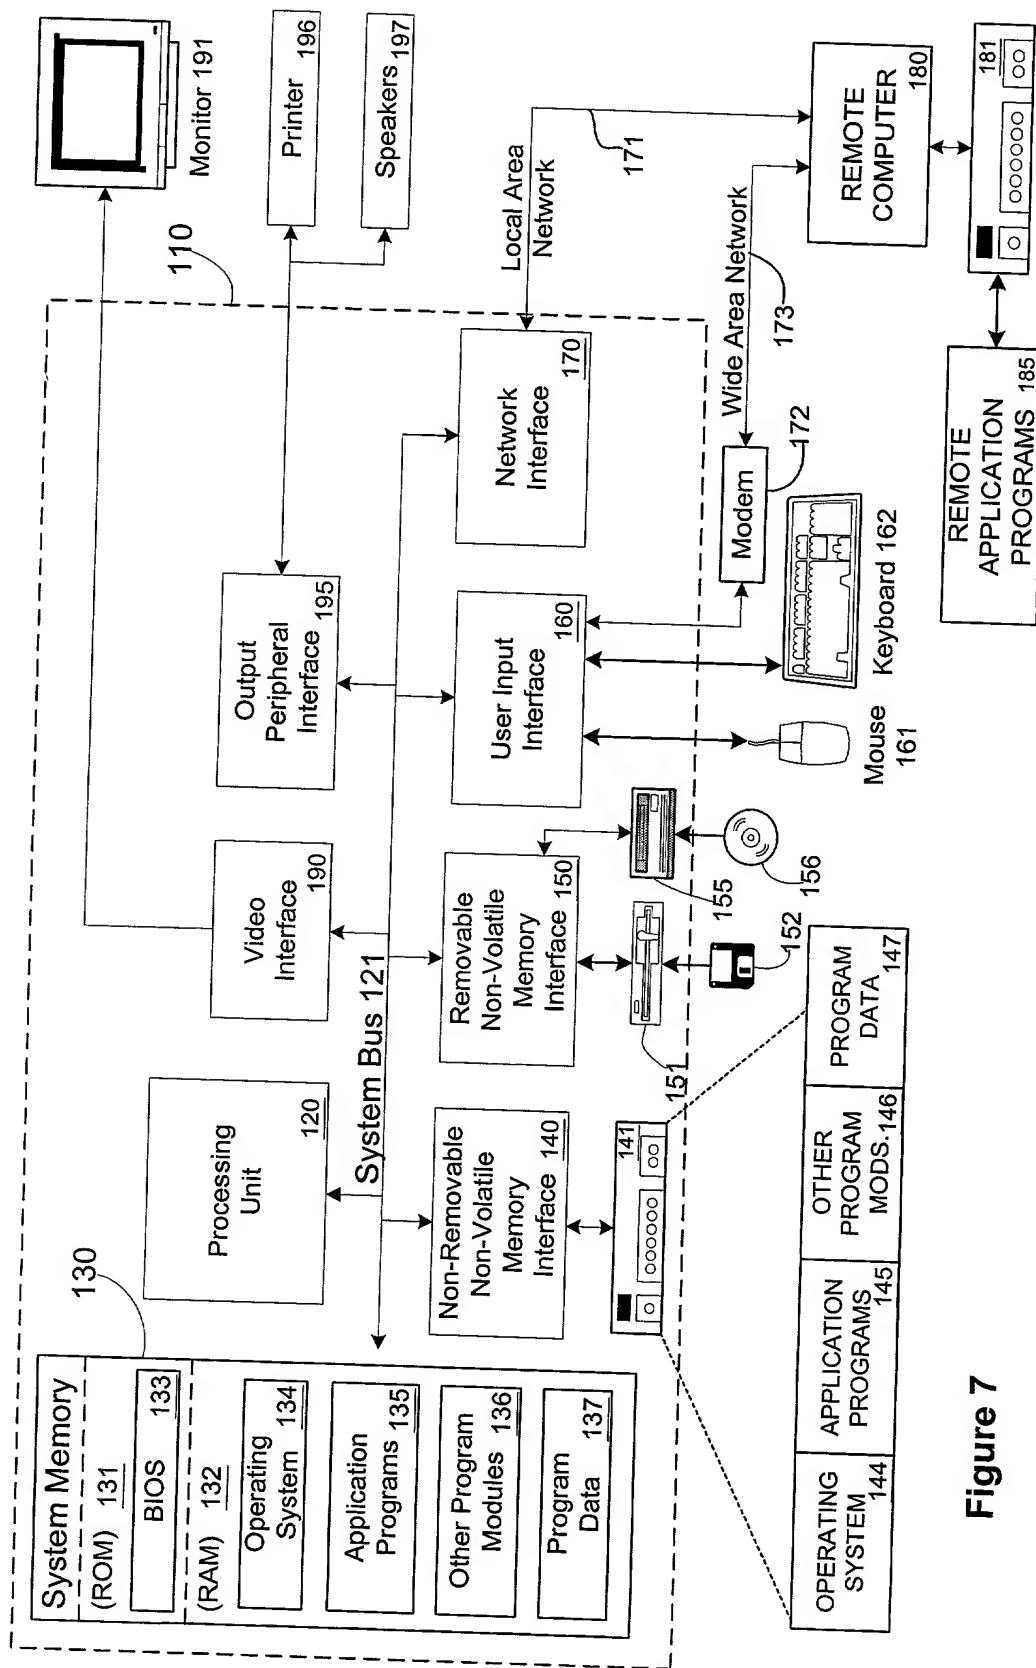 System Memory
(ROM) 131
BIOS 133
(RAM) 132
Operating
System 134
Application
Programs 135
Other Program
Modules 136
Program
Data 137
130
Processing
Unit
120
Video
Interface
190
Output
Peripheral
Interface 195
110
Monitor 191
Printer
196
Speakers 197
System Bus 121
Non-Removable
Non-Volatile
Memory
Interface 140
Removable
Non-Volatile
Memory
Interface 150
User Input
Interface
160
Network
Interface
170
Local Area
Network
171
141
151
152
155
156
Mouse
161
Keyboard 162
Modem
172
Wide Area Network
173
REMOTE
COMPUTER
180
181
REMOTE
APPLICATION
PROGRAMS 185
OPERATING
SYSTEM 144
APPLICATION
PROGRAMS 145
OTHER
PROGRAM
MODS. 146
PROGRAM
DATA 147
Figure 7